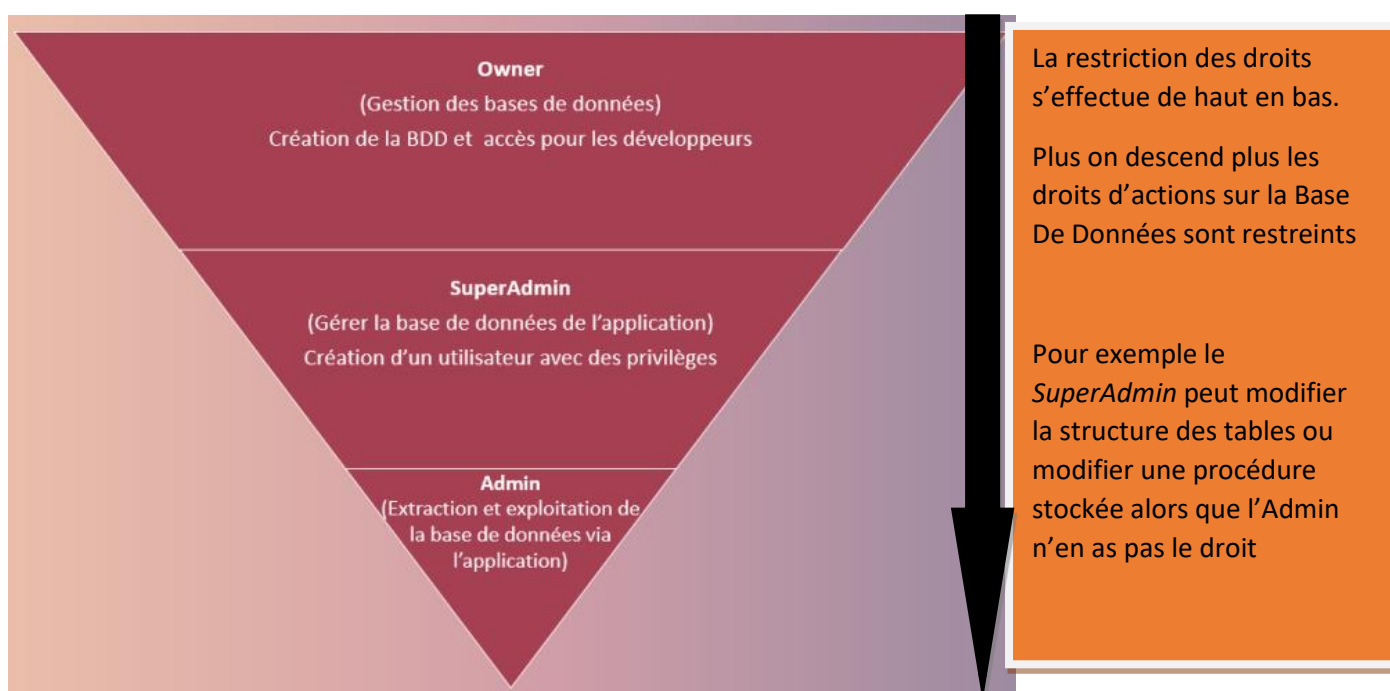 Owner
(Gestion des bases de données)
Création de la BDD et accès pour les développeurs
SuperAdmin
(Gérer la base de données de l'application)
Création d'un utilisateur avec des privilèges
Admin
(Extraction et exploitation de
la base de données via
l'application)
La restriction des droits
s'effectue de haut en bas.
Plus on descend plus les
droits d'actions sur la Base
De Données sont restreints
Pour exemple le
SuperAdmin peut modifier
la structure des tables ou
modifier une procédure
stockée alors que l'Admin
n'en as pas le droit